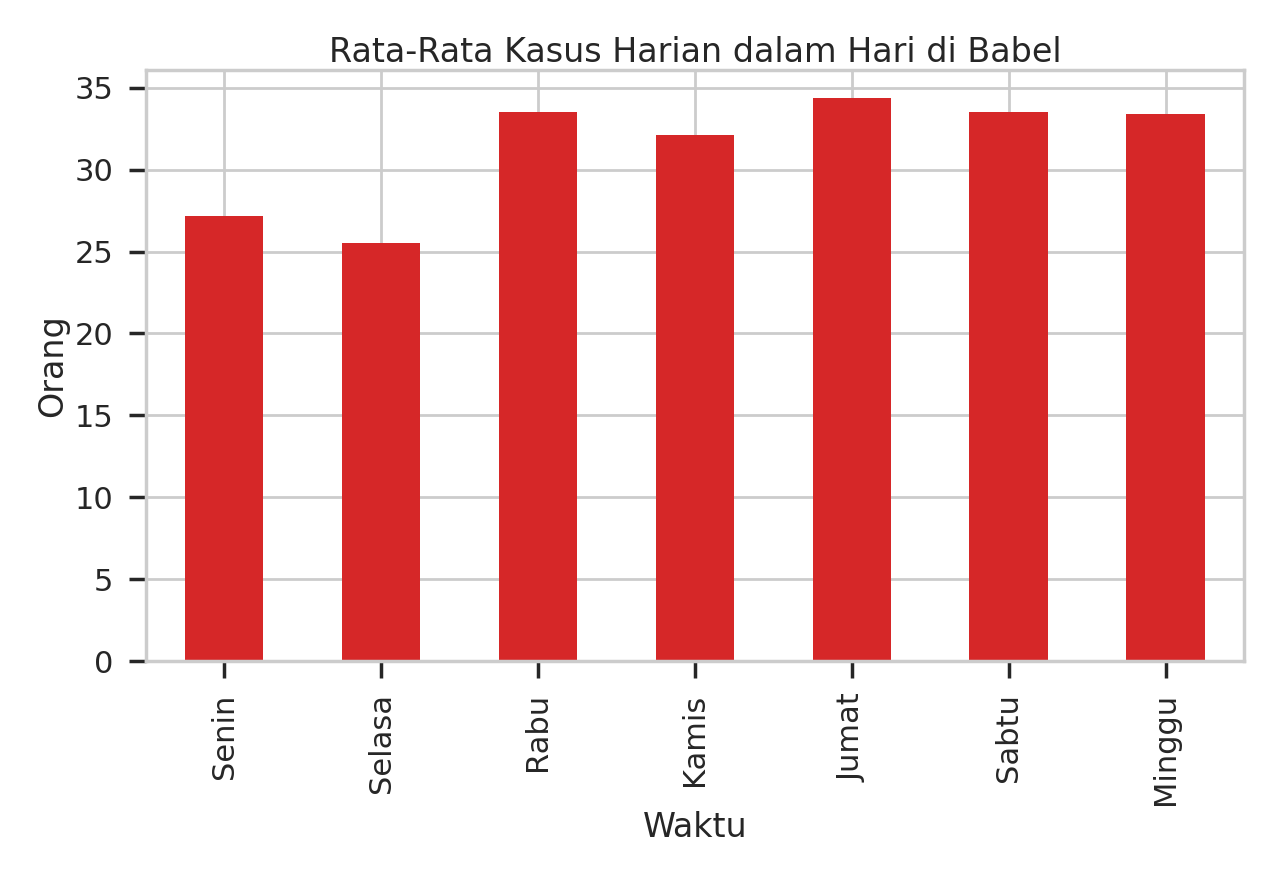 Rata-Rata Kasus Harian dalam Hari di Babel
35
30
25
20
15
10
5
0
Orang
Senin
Selasa
Rabu
Kamis
Jumat
Sabtu
Minggu
Waktu